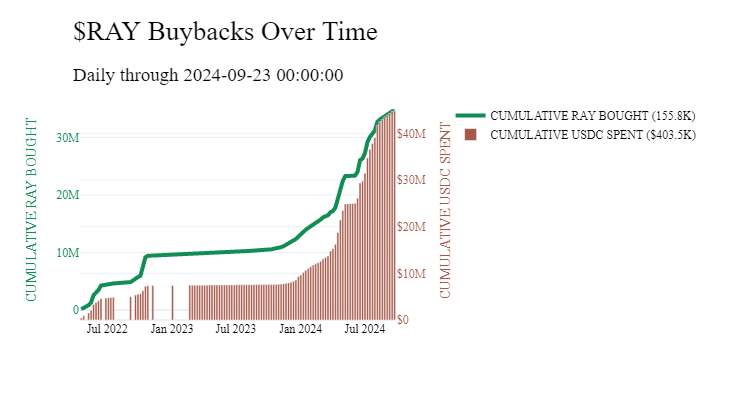 $RAY Buybacks Over Time
Daily through 2024-09-23 00:00:00
CUMULATIVE RAY BOUGHT
30M
20M
10M
0
$40M
$30M
$20M
$10M
$0
CUMULATIVE USDC SPENT
Jul 2022
Jan 2023
Jul 2023
Jan 2024
Jul 2024
CUMULATIVE RAY BOUGHT (155.8K)
CUMULATIVE USDC SPENT ($403.5K)